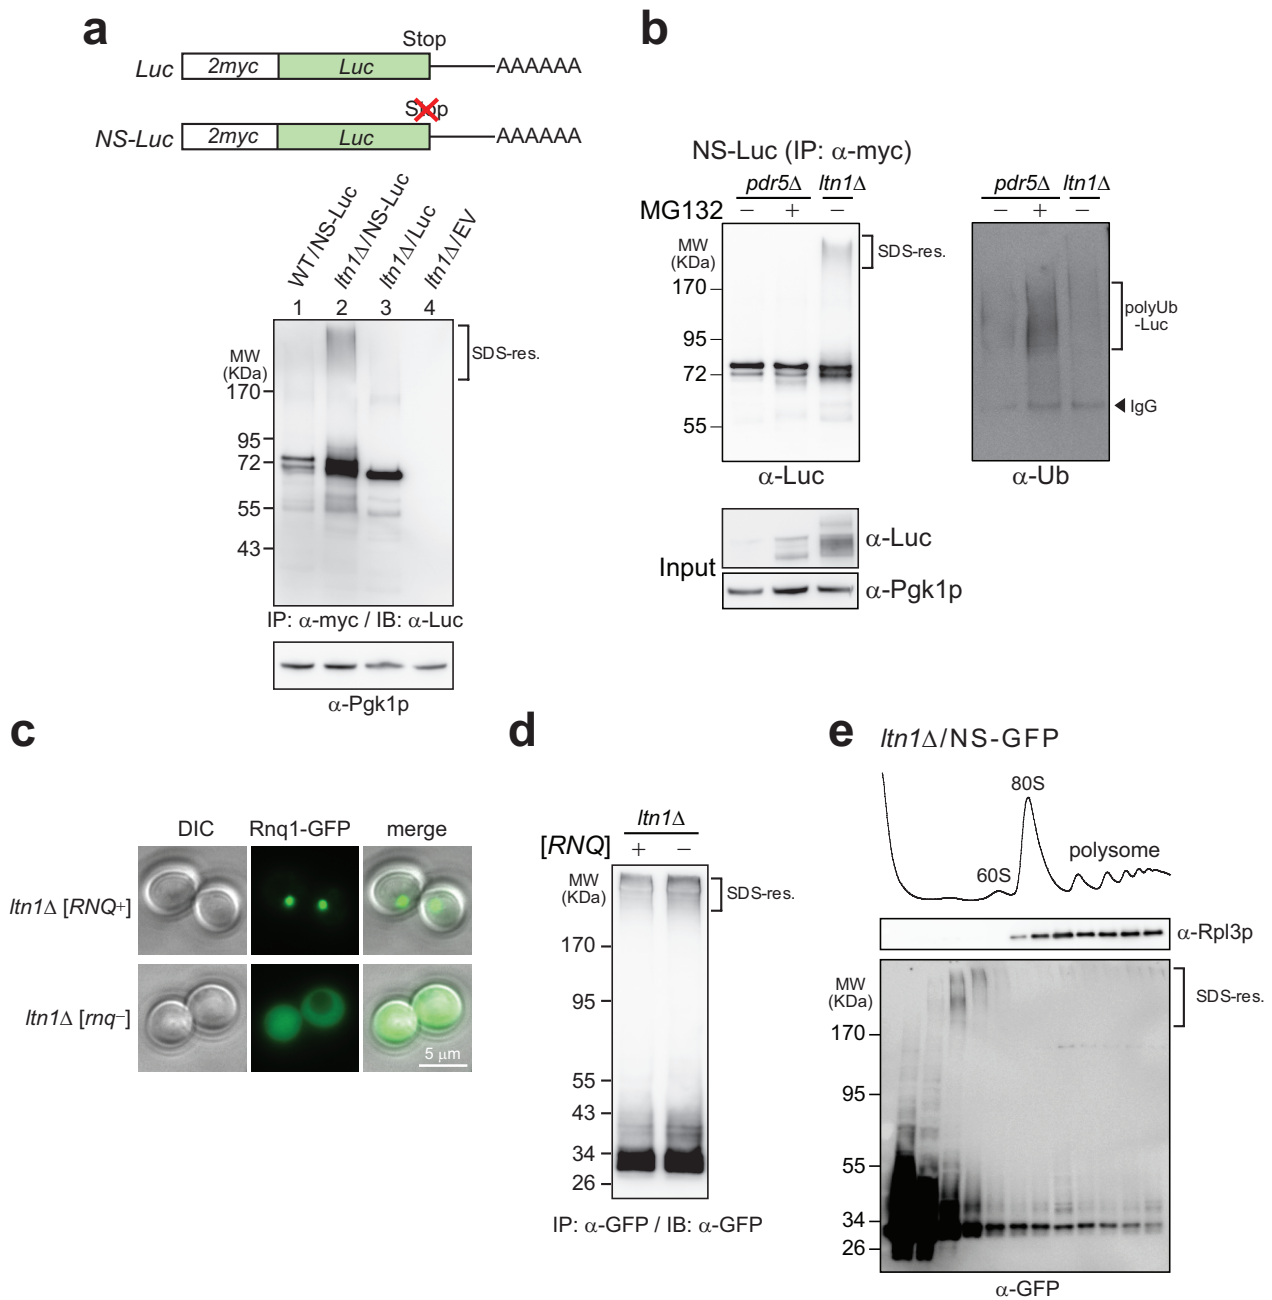 a
Stop
Luc 2myc Luc AAAAAA
Stop
NS-Luc 2myc Luc AAAAAA
WT/NS-Luc
ltn1Δ/NS-Luc
ltn1Δ/Luc
ltn1Δ/EV
1 2 3 4
MW
(KDa)
SDS-res.
170
95
72
55
43
IP: α-myc / IB: α-Luc
α-Pgk1p
b
NS-Luc (IP: α-myc)
pdr5Δ ltn1Δ
MG132 – + –
MW
(KDa)
SDS-res.
170
95
72
55
α-Luc
pdr5Δ ltn1Δ
– + –
polyUb
-Luc
IgG
α-Ub
Input
α-Luc
α-Pgk1p
c
DIC Rnq1-GFP merge
ltn1Δ [RNQ+]
ltn1Δ [rnq–]
5 μm
d
ltn1Δ
[RNQ] + –
MW
(KDa)
SDS-res.
170
95
55
43
34
26
IP: α-GFP / IB: α-GFP
e
ltn1Δ/NS-GFP
80S
60S
polysome
α-Rpl3p
MW
(KDa)
SDS-res.
170
95
55
34
26
α-GFP